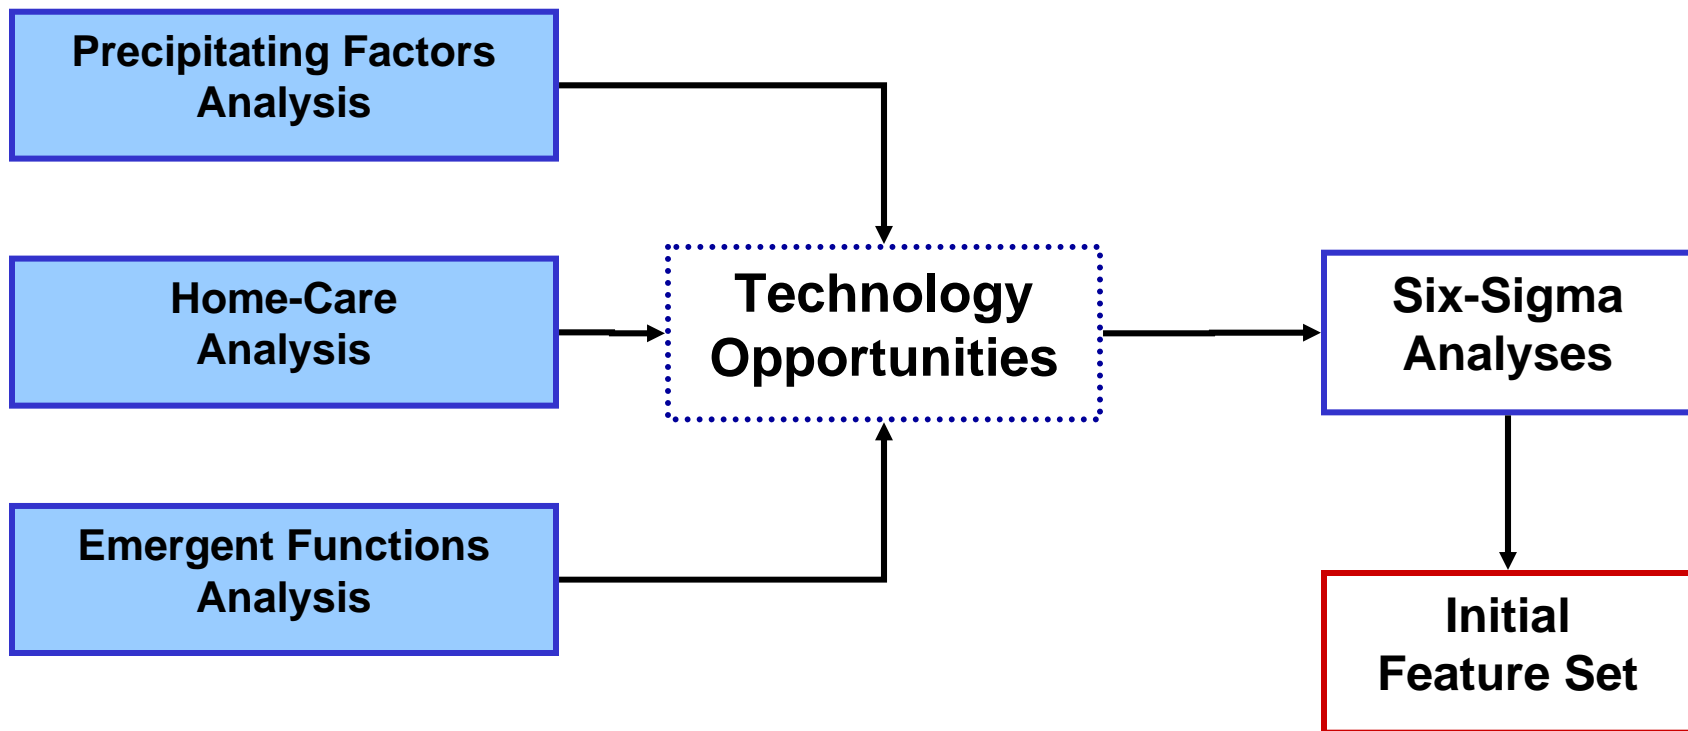 Precipitating Factors
Analysis
Home-Care
Analysis
Emergent Functions
Analysis
Technology
Opportunities
Six-Sigma
Analyses
Initial
Feature Set